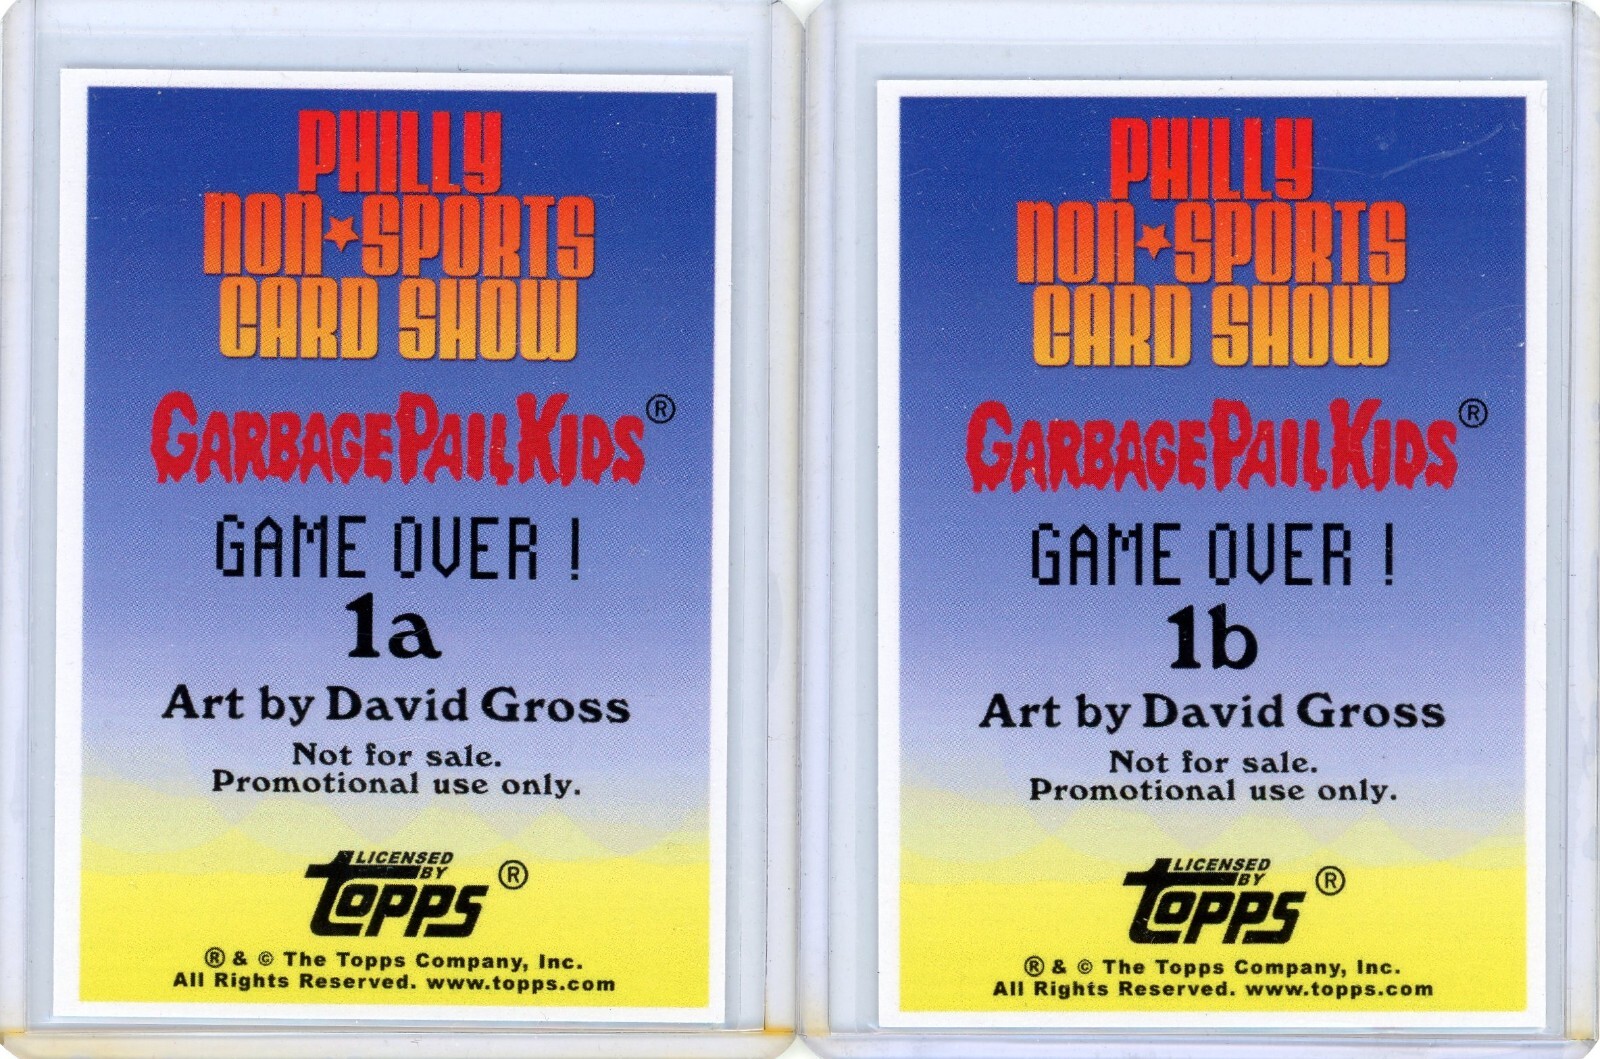 PHILLY
NON★SPORTS
CARD SHOW
GARBAGE PAIL KIDS®
GAME OVER !
1a
Art by David Gross
Not for sale.
Promotional use only.
LICENSED
BY
Topps®
® & © The Topps Company, Inc.
All Rights Reserved. www.topps.com
PHILLY
NON★SPORTS
CARD SHOW
GARBAGE PAIL KIDS®
GAME OVER !
1b
Art by David Gross
Not for sale.
Promotional use only.
LICENSED
BY
Topps®
® & © The Topps Company, Inc.
All Rights Reserved. www.topps.com